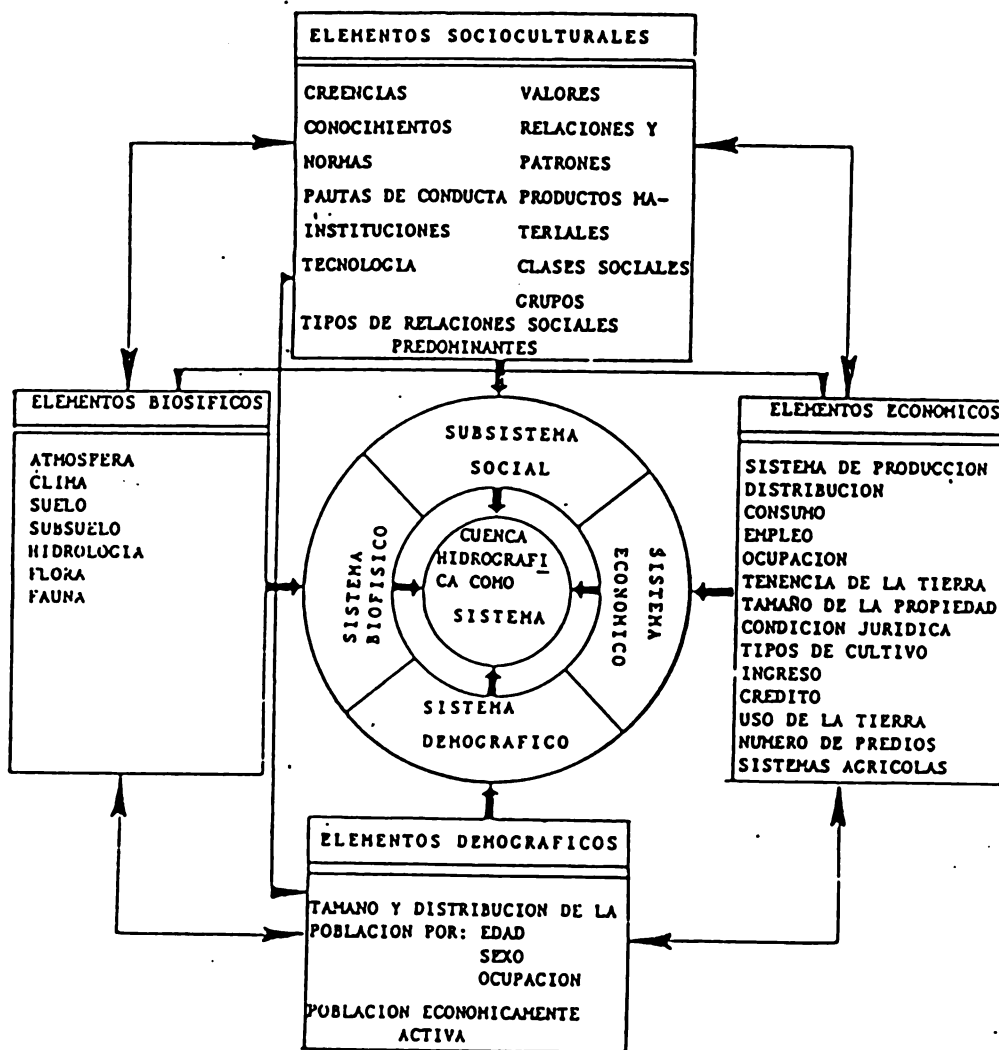 ELEMENTOS SOCIOCULTURALES
CREENCIAS
CONOCIMIENTOS
NORMAS
PAUTAS DE CONDUCTA
INSTITUCIONES
TECNOLOGIA
VALORES
RELACIONES Y
PATRONES
PRODUCTOS MA-
TERIALES
CLASES SOCIALES
GRUPOS
TIPOS DE RELACIONES SOCIALES
PREDOMINANTES
ELEMENTOS BIOSIFICOS
ATMOSFERA
CLIMA
SUELO
SUBSUELO
HIDROLOGIA
FLORA
FAUNA
SUBSISTEMA
SOCIAL
SISTEMA
BIOFISICO
CUENCA
HIDROGRAFI
CA COMO
SISTEMA
SISTEMA
ECONOMICO
SISTEMA
DEMOGRAFICO
ELEMENTOS ECONOMICOS
SISTEMA DE PRODUCCION
DISTRIBUCION
CONSUMO
EMPLEO
OCUPACION
TENENCIA DE LA TIERRA
TAMAÑO DE LA PROPIEDAD
CONDICION JURIDICA
TIPOS DE CULTIVO
INGRESO
CREDITO
USO DE LA TIERRA
NUMERO DE PREDIOS
SISTEMAS AGRICOLAS
ELEMENTOS DEMOGRAFICOS
TAMANO Y DISTRIBUCION DE LA
POBLACION POR: EDAD
SEXO
OCUPACION
POBLACION ECONOMICAMENTE
ACTIVA